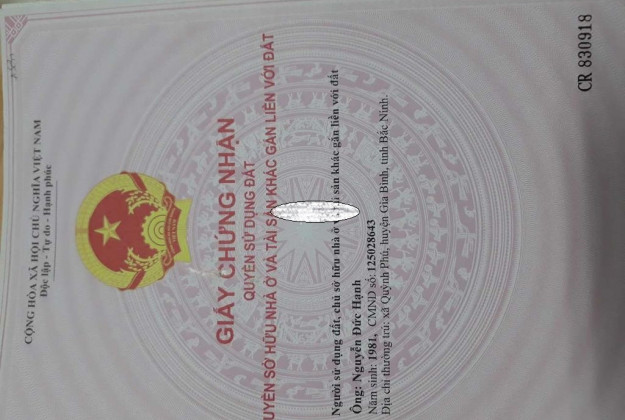 CỘNG HÒA XÃ HỘI CHỦ NGHĨA VIỆT NAM
Độc lập - Tự do - Hạnh phúc
GIẤY CHỨNG NHẬN
QUYỀN SỬ DỤNG ĐẤT
UYỀN SỞ HỮU NHÀ Ở VÀ TÀI SẢN KHÁC GẮN LIỀN VỚI ĐẤT
Người sử dụng đất, chủ sở hữu nhà ở sản khác gắn liền với đất
Ông: Nguyễn Đức Hạnh
Năm sinh: 1981, CMND số: 125028643
Địa chỉ thường trú: xã Quỳnh Phú, huyện Gia Bình, tỉnh Bắc Ninh.
CR 830918